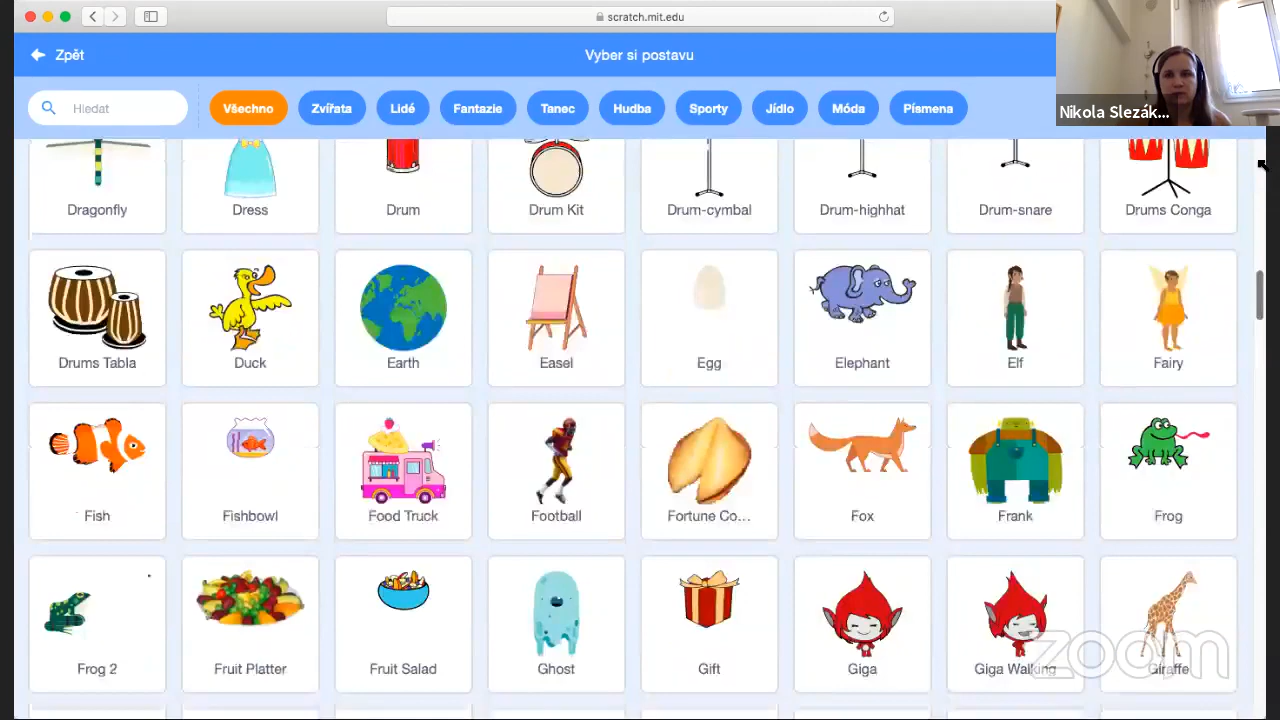 scratch.mit.edu
Zpět
Vyber si postavu
Hledat
Všechno
Zvířata
Lidé
Fantazie
Tanec
Hudba
Sporty
Jídlo
Móda
Písmena
Nikola Slezák...
Dragonfly
Dress
Drum
Drum Kit
Drum-cymbal
Drum-highhat
Drum-snare
Drums Conga
Drums Tabla
Duck
Earth
Easel
Egg
Elephant
Elf
Fairy
Fish
Fishbowl
Food Truck
Football
Fortune Co...
Fox
Frank
Frog
Frog 2
Fruit Platter
Fruit Salad
Ghost
Gift
Giga
Giga Walking
Giraffe
zoom